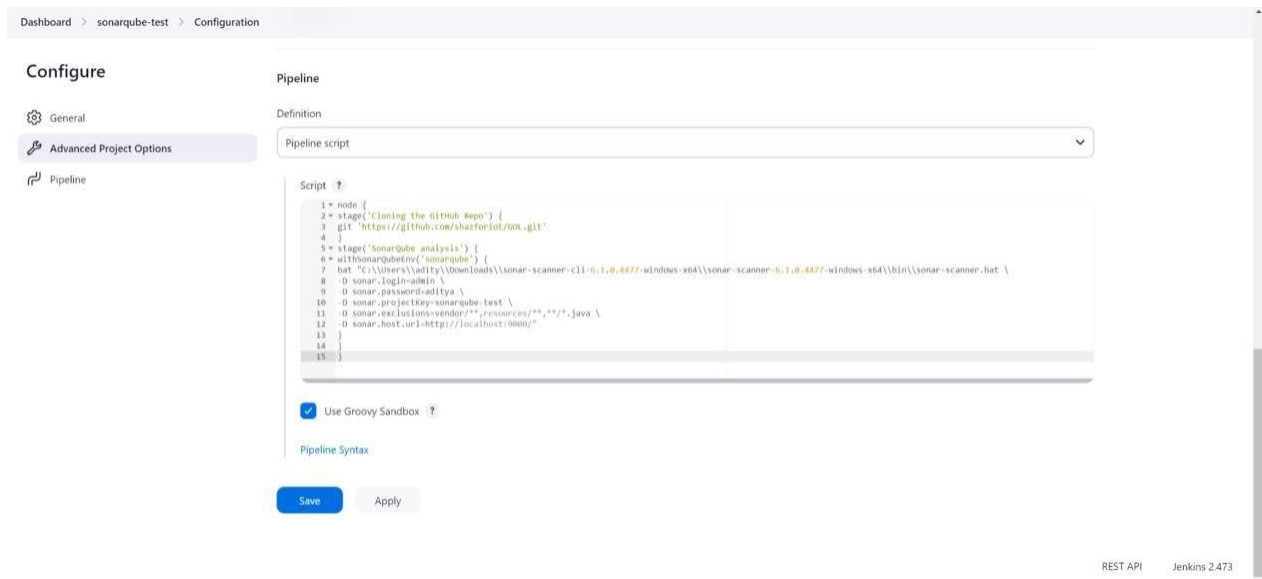 Dashboard > sonarqube-test > Configuration
Configure
General
Advanced Project Options
Pipeline
Pipeline
Definition
Pipeline script
Script ?
1 node {
2 stage('Cloning the GitHub Repo') {
3 git 'https://github.com/shazforiot/GOL.git'
4 }
5 stage('SonarQube analysis') {
6 withSonarQubeEnv('sonarqube') {
7 bat "C:\\Users\\adity\\Downloads\\sonar-scanner-cli-6.1.0.4477-windows-x64\\sonar-scanner-6.1.0.4477-windows-x64\\bin\\sonar-scanner.bat \
8 -D sonar.login=admin \
9 -D sonar.password=aditya \
10 -D sonar.projectKey=sonarqube-test \
11 -D sonar.exclusions=vendor/**,resources/**,**/*.java \
12 -D sonar.host.url=http://localhost:9000/"
13 }
14 }
15 }
Use Groovy Sandbox ?
Pipeline Syntax
Save Apply
REST API Jenkins 2.473